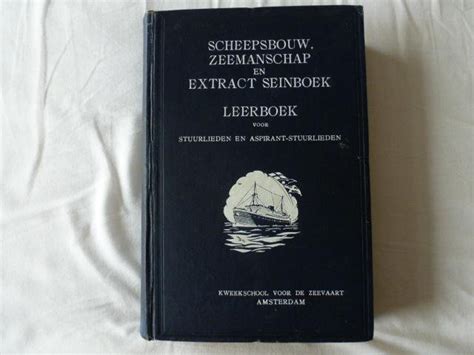 SCHEEPSBOUW,
ZEEMANSCHAP
EN
EXTRACT SEINBOEK
LEERBOEK
VOOR
STUURLIEDEN EN ASPIRANT-STUURLIEDEN
KWEEKSCHOOL VOOR DE ZEEVAART
AMSTERDAM